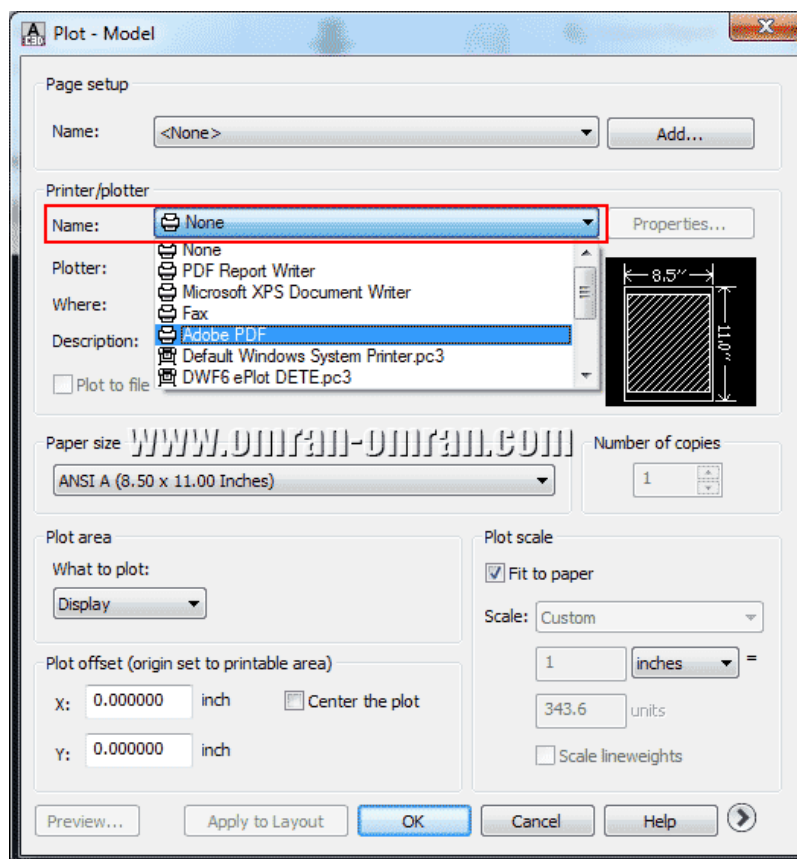 A
C3D
Plot - Model
Page setup
Name: <None> Add...
Printer/plotter
Name: None Properties...
None
Plotter: PDF Report Writer
Microsoft XPS Document Writer
Where: Fax
Description: Adobe PDF
Default Windows System Printer.pc3
Plot to file DWF6 ePlot DETE.pc3
8.5''
11.0''
www.omran-omran.com
Paper size Number of copies
ANSI A (8.50 x 11.00 Inches) 1
Plot area Plot scale
What to plot: Fit to paper
Display Scale: Custom
1 inches =
343.6 units
Scale lineweights
Plot offset (origin set to printable area)
X: 0.000000 inch Center the plot
Y: 0.000000 inch
Preview... Apply to Layout OK Cancel Help